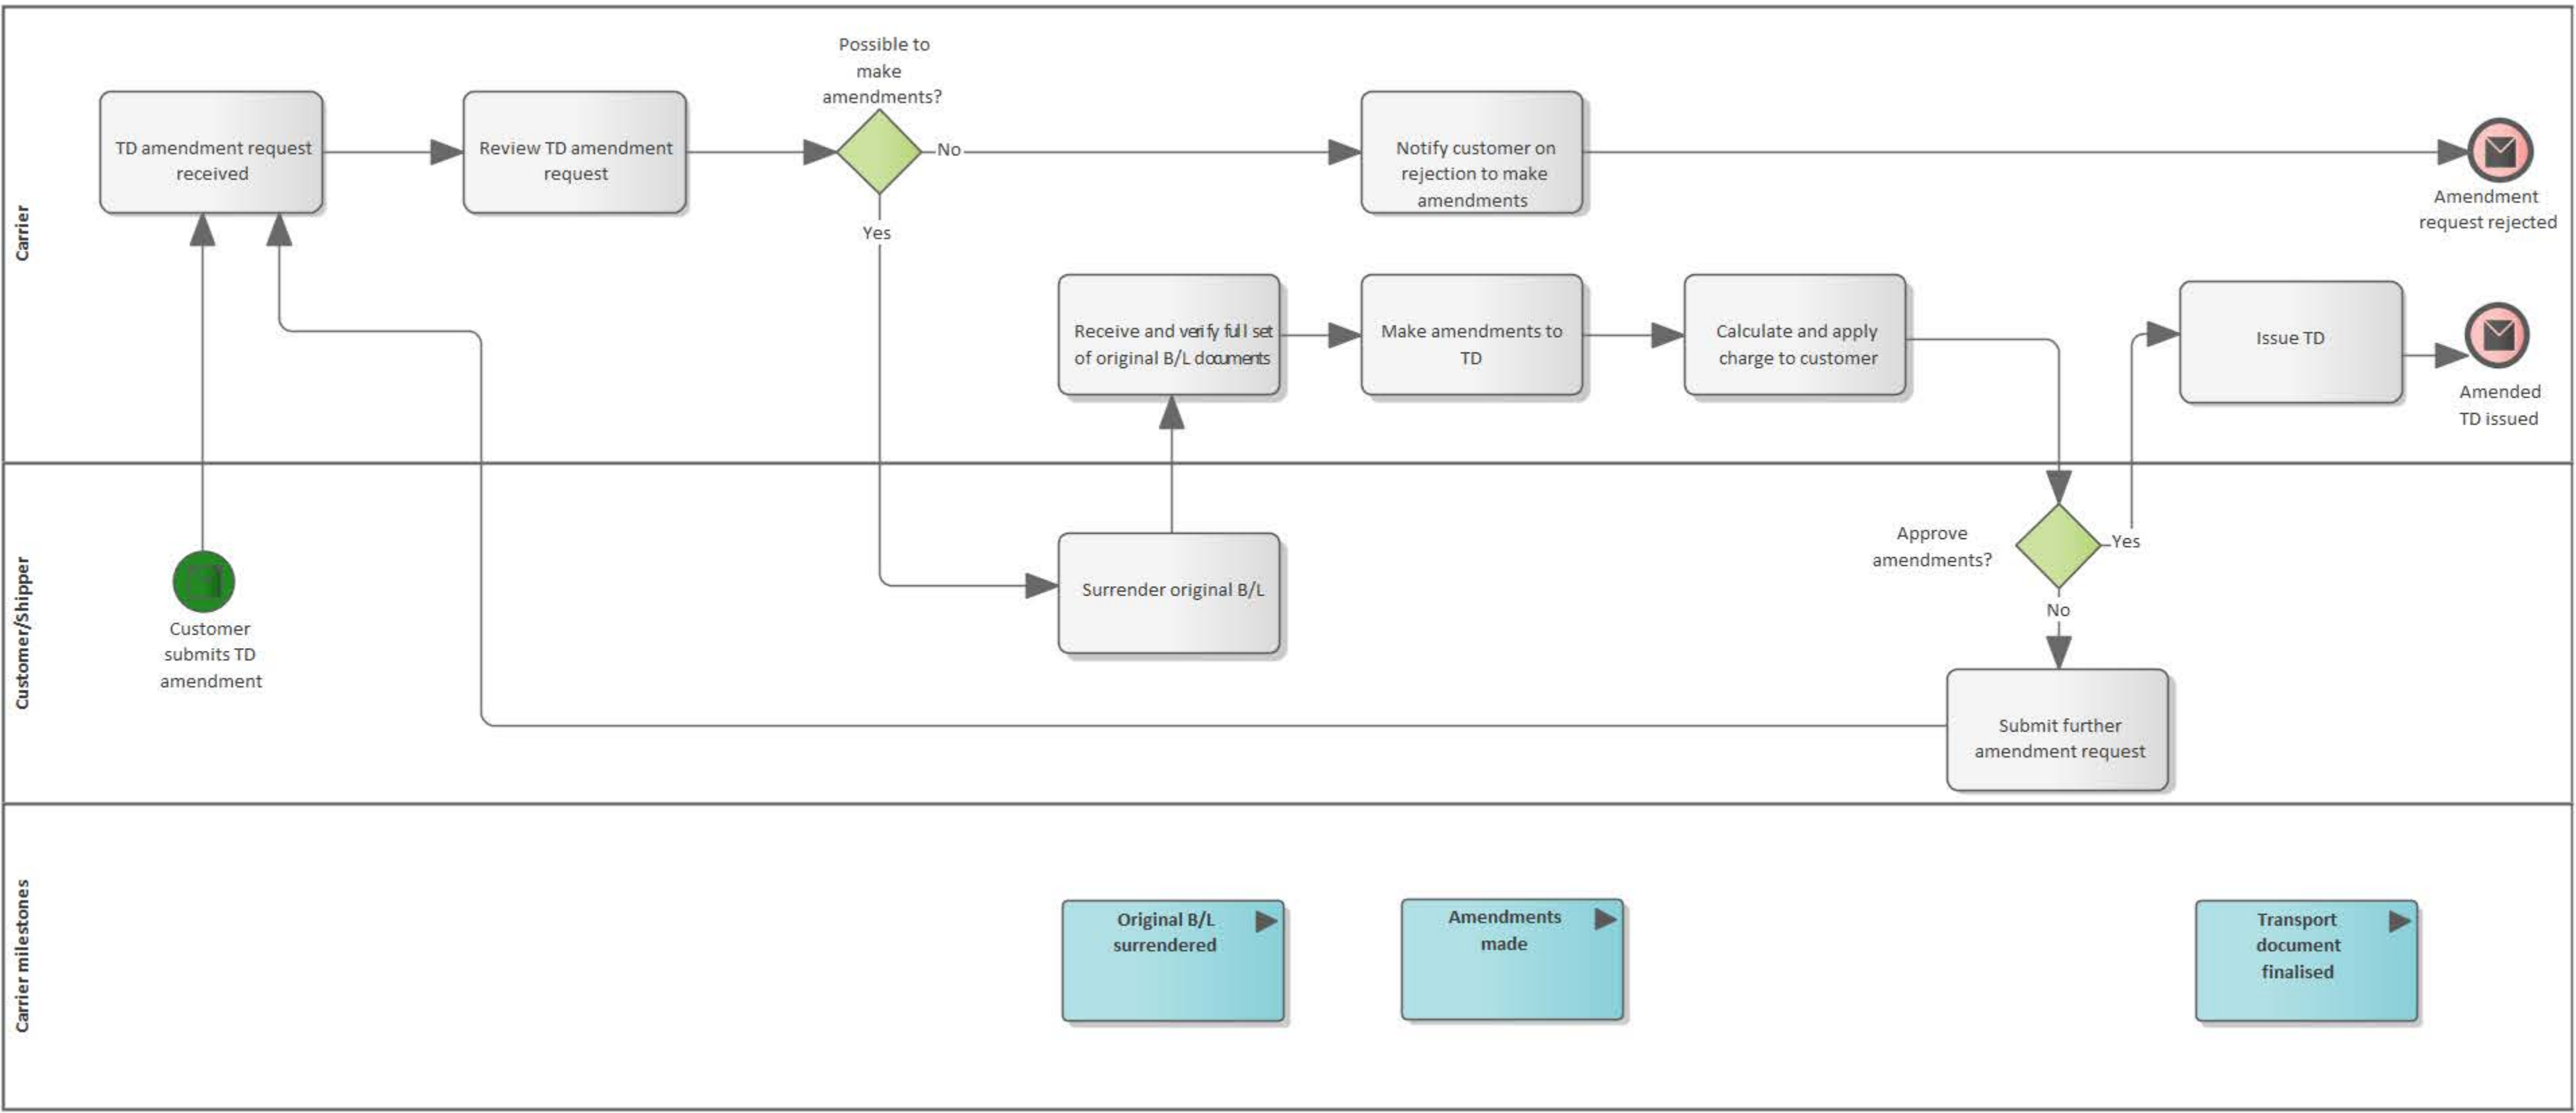 Carrier
Possible to
make
amendments?
TD amendment request
received
Review TD amendment
request
No
Notify customer on
rejection to make
amendments
Amendment
request rejected
Yes
Receive and verify full set
of original B/L documents
Make amendments to
TD
Calculate and apply
charge to customer
Issue TD
Amended
TD issued
Customer/Shipper
Customer
submits TD
amendment
Surrender original B/L
Approve
amendments?
Yes
No
Submit further
amendment request
Carrier milestones
Original B/L
surrendered
Amendments
made
Transport
document
finalised